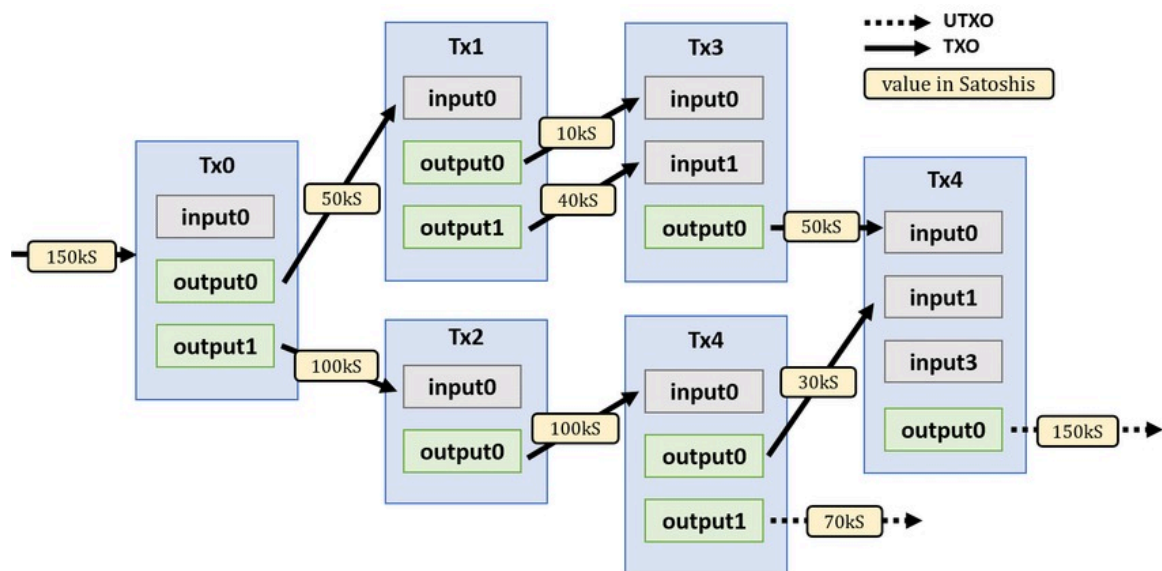 UTXO
TXO
value in Satoshis
Tx0
input0
output0
output1
150kS
50kS
100kS
Tx1
input0
output0
output1
10kS
40kS
Tx3
input0
input1
output0
50kS
Tx2
input0
output0
100kS
Tx4
input0
output0
output1
30kS
70kS
Tx4
input0
input1
input3
output0
150kS